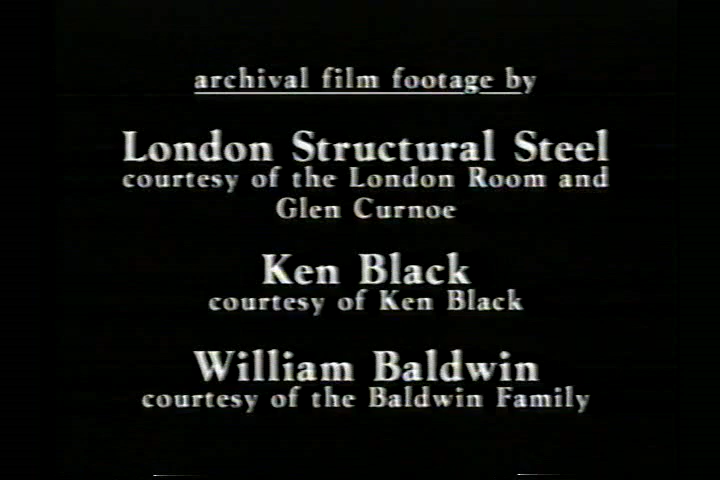 archival film footage by
London Structural Steel
courtesy of the London Room and
Glen Curnoe
Ken Black
courtesy of Ken Black
William Baldwin
courtesy of the Baldwin Family